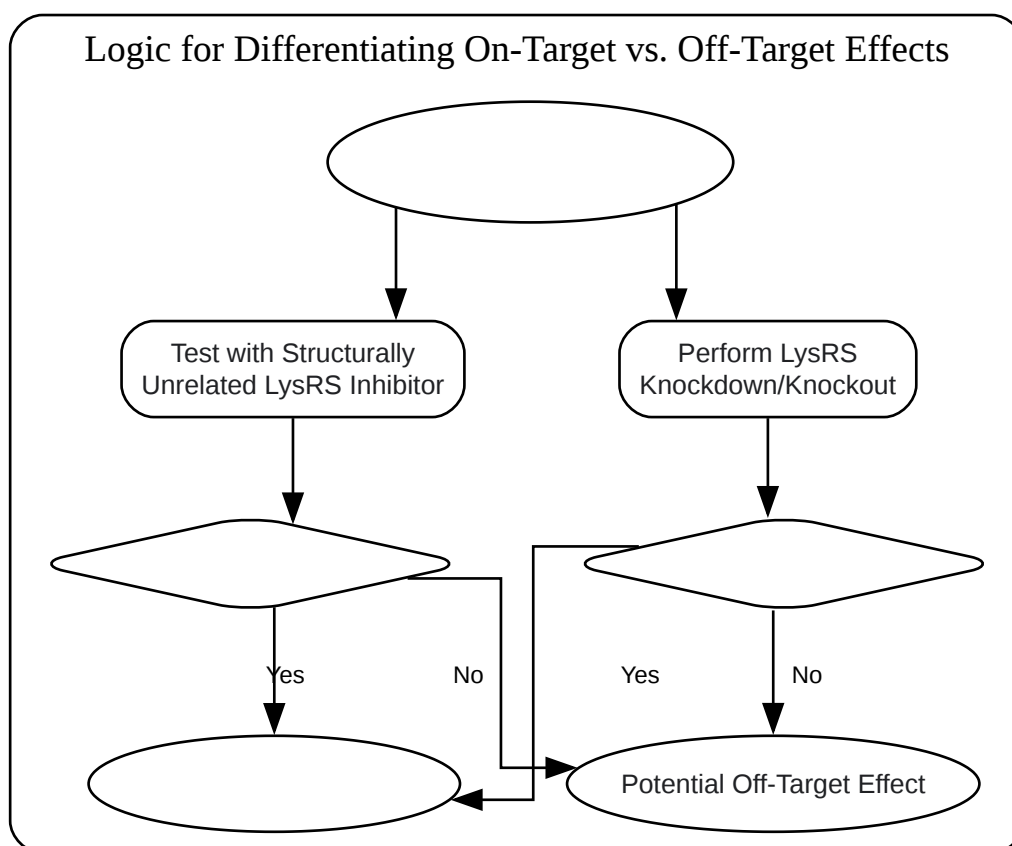 Logic for Differentiating On-Target vs. Off-Target Effects
Test with Structurally
Unrelated LysRS Inhibitor
Perform LysRS
Knockdown/Knockout
Yes
No
Yes
No
Potential Off-Target Effect